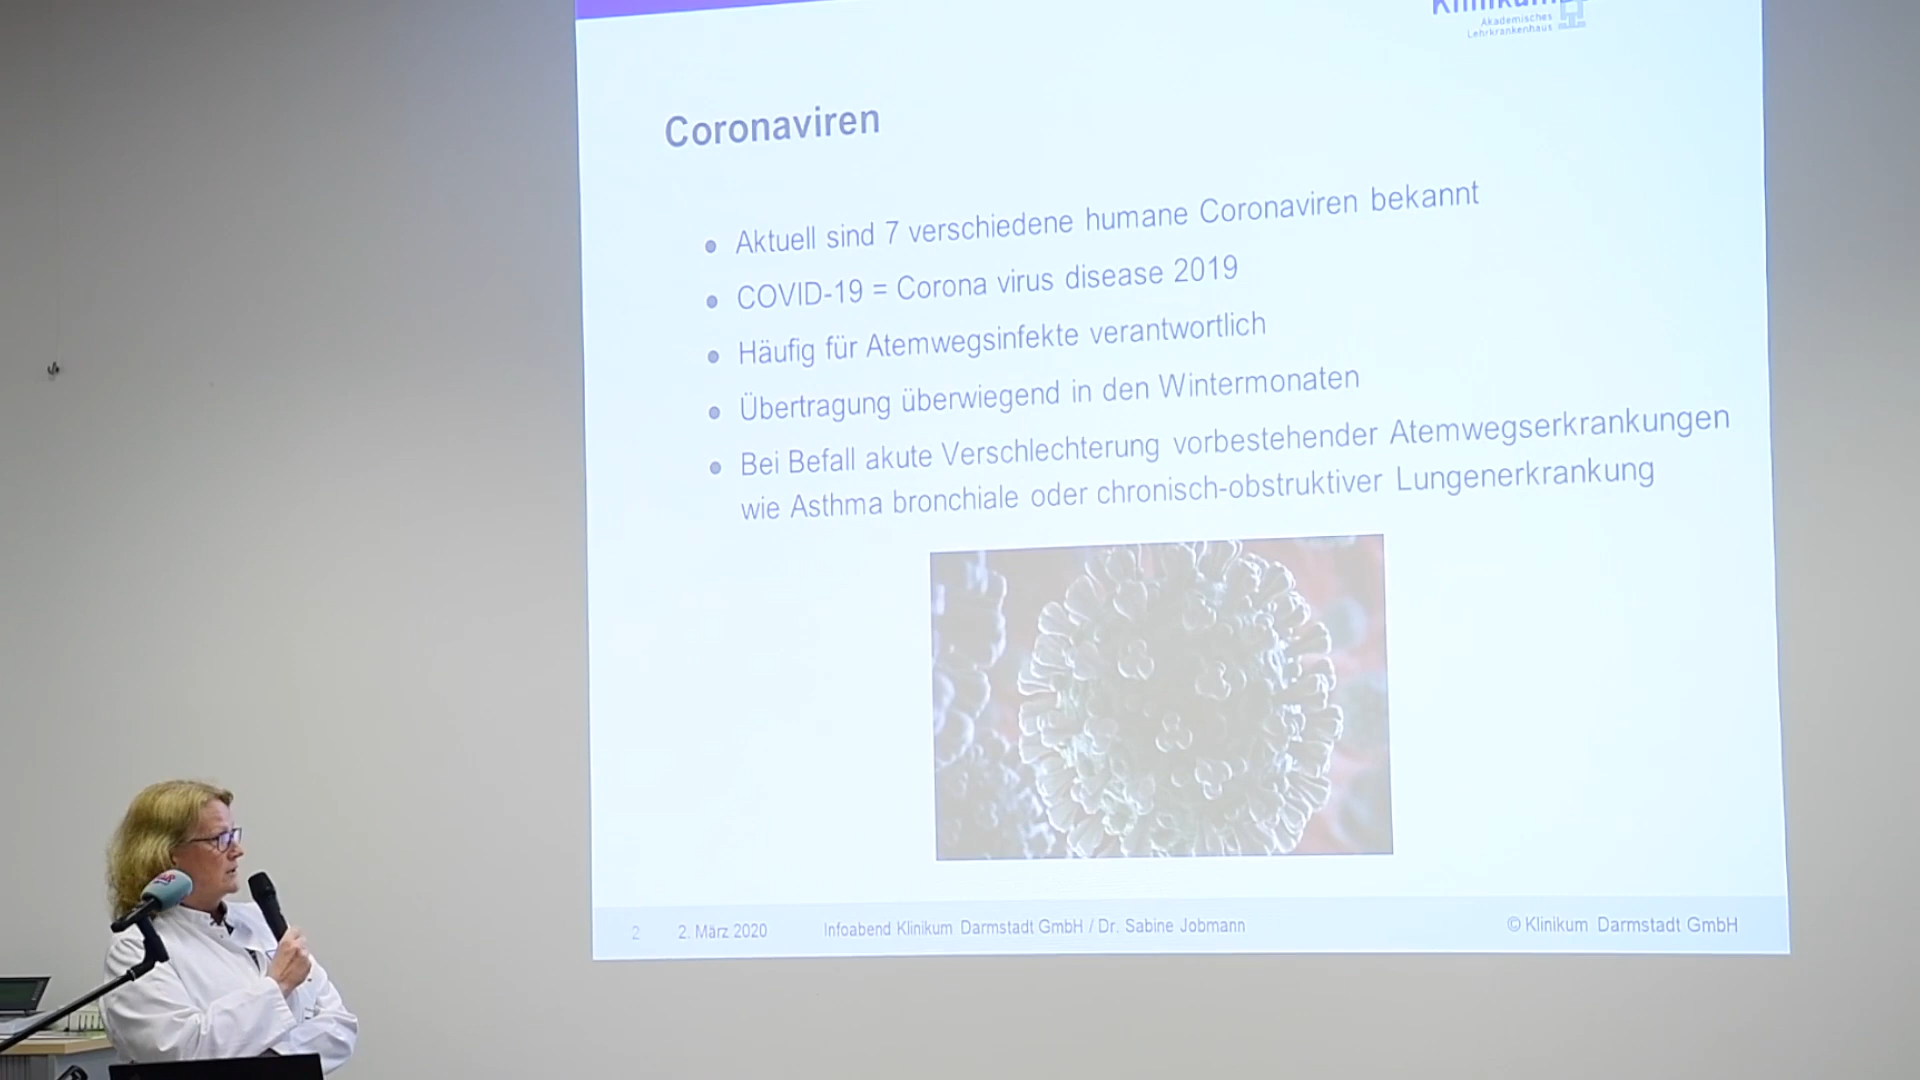 Akademisches
Lehrkrankenhaus
Coronaviren
Aktuell sind 7 verschiedene humane Coronaviren bekannt
COVID-19 = Corona virus disease 2019
Häufig für Atemwegsinfekte verantwortlich
Übertragung überwiegend in den Wintermonaten
Bei Befall akute Verschlechterung vorbestehender Atemwegserkrankungen
wie Asthma bronchiale oder chronisch-obstruktiver Lungenerkrankung
2 2. März 2020 Infoabend Klinikum Darmstadt GmbH / Dr. Sabine Jobmann © Klinikum Darmstadt GmbH